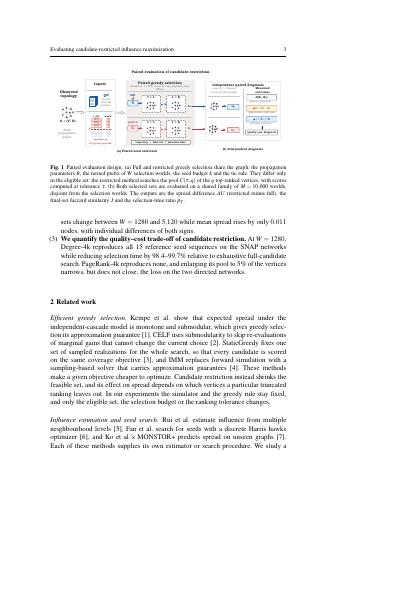 Evaluating candidate-restricted influence maximization 3
Paired evaluation of candidate restriction
Observed
topology
Inputs
Paired greedy selection
Independent paired diagnosis
Measured
outcomes
(a) Paired seed selection
(b) Independent diagnosis
Fig. 1 Paired evaluation design. (a) Full and restricted greedy selection share the graph, the propagation
parameters θ, the nested prefix of W selection worlds, the seed budget k and the tie rule. They differ only
in the eligible set: the restricted method searches the pool C(τ, q) of the q top-ranked vertices, with scores
computed at tolerance τ. (b) Both selected sets are evaluated on a shared family of M = 10,000 worlds,
disjoint from the selection worlds. The outputs are the spread difference ΔU (restricted minus full), the
final-set Jaccard similarity J and the selection-time ratio ρT.
sets change between W = 1280 and 5,120 while mean spread rises by only 0.011
nodes, with individual differences of both signs.
(3) We quantify the quality–cost trade-off of candidate restriction. At W = 1280,
Degree-4k reproduces all 15 reference seed sequences on the SNAP networks
while reducing selection time by 98.4–99.7% relative to exhaustive full-candidate
search. PageRank-4k reproduces none, and enlarging its pool to 5% of the vertices
narrows, but does not close, the loss on the two directed networks.
2 Related work
Efficient greedy selection. Kempe et al. show that expected spread under the
independent-cascade model is monotone and submodular, which gives greedy selec-
tion its approximation guarantee [1]. CELF uses submodularity to skip re-evaluations
of marginal gains that cannot change the current choice [2]. StaticGreedy fixes one
set of sampled realizations for the whole search, so that every candidate is scored
on the same coverage objective [3], and IMM replaces forward simulation with a
sampling-based solver that carries approximation guarantees [4]. These methods
make a given objective cheaper to optimize. Candidate restriction instead shrinks the
feasible set, and its effect on spread depends on which vertices a particular truncated
ranking leaves out. In our experiments the simulator and the greedy rule stay fixed,
and only the eligible set, the selection budget or the ranking tolerance changes.
Influence estimation and seed search. Rui et al. estimate influence from multiple
neighbourhood levels [5], Fan et al. search for seeds with a discrete Harris hawks
optimizer [6], and Ko et al.'s MONSTOR+ predicts spread on unseen graphs [7].
Each of these methods supplies its own estimator or search procedure. We study a